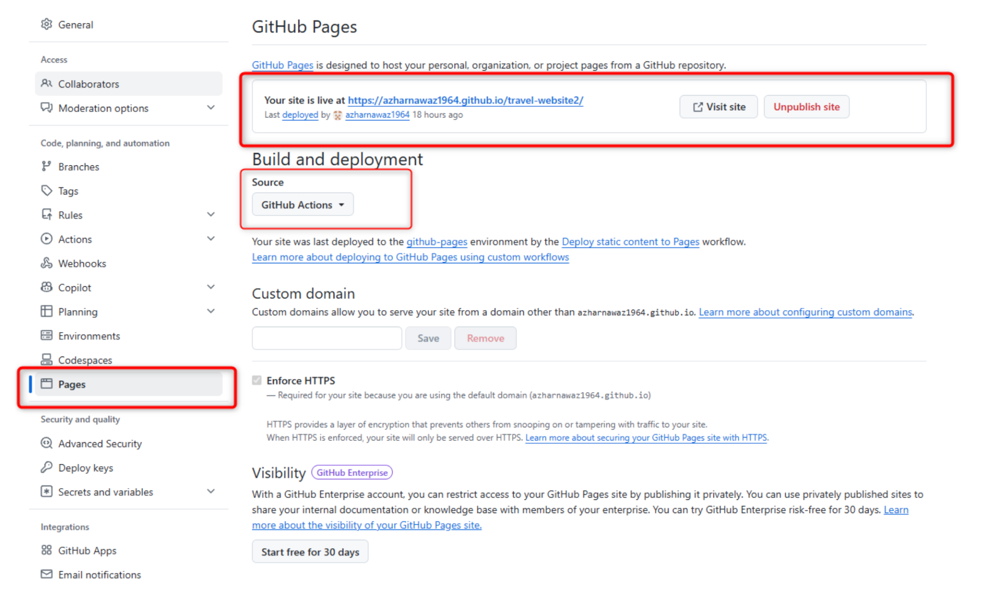 General
Access
Collaborators
Moderation options
Code, planning, and automation
Branches
Tags
Rules
Actions
Webhooks
Copilot
Planning
Environments
Codespaces
Pages
Security and quality
Advanced Security
Deploy keys
Secrets and variables
Integrations
GitHub Apps
Email notifications
GitHub Pages
GitHub Pages is designed to host your personal, organization, or project pages from a GitHub repository.
Your site is live at https://azharnawaz1964.github.io/travel-website2/
Last deployed by azharnawaz1964 18 hours ago
Visit site
Unpublish site
Build and deployment
Source
GitHub Actions
Your site was last deployed to the github-pages environment by the Deploy static content to Pages workflow.
Learn more about deploying to GitHub Pages using custom workflows
Custom domain
Custom domains allow you to serve your site from a domain other than azharnawaz1964.github.io. Learn more about configuring custom domains.
Save
Remove
Enforce HTTPS
— Required for your site because you are using the default domain (azharnawaz1964.github.io)
HTTPS provides a layer of encryption that prevents others from snooping on or tampering with traffic to your site.
When HTTPS is enforced, your site will only be served over HTTPS. Learn more about securing your GitHub Pages site with HTTPS.
Visibility GitHub Enterprise
With a GitHub Enterprise account, you can restrict access to your GitHub Pages site by publishing it privately. You can use privately published sites to
share your internal documentation or knowledge base with members of your enterprise. You can try GitHub Enterprise risk-free for 30 days. Learn
more about the visibility of your GitHub Pages site.
Start free for 30 days